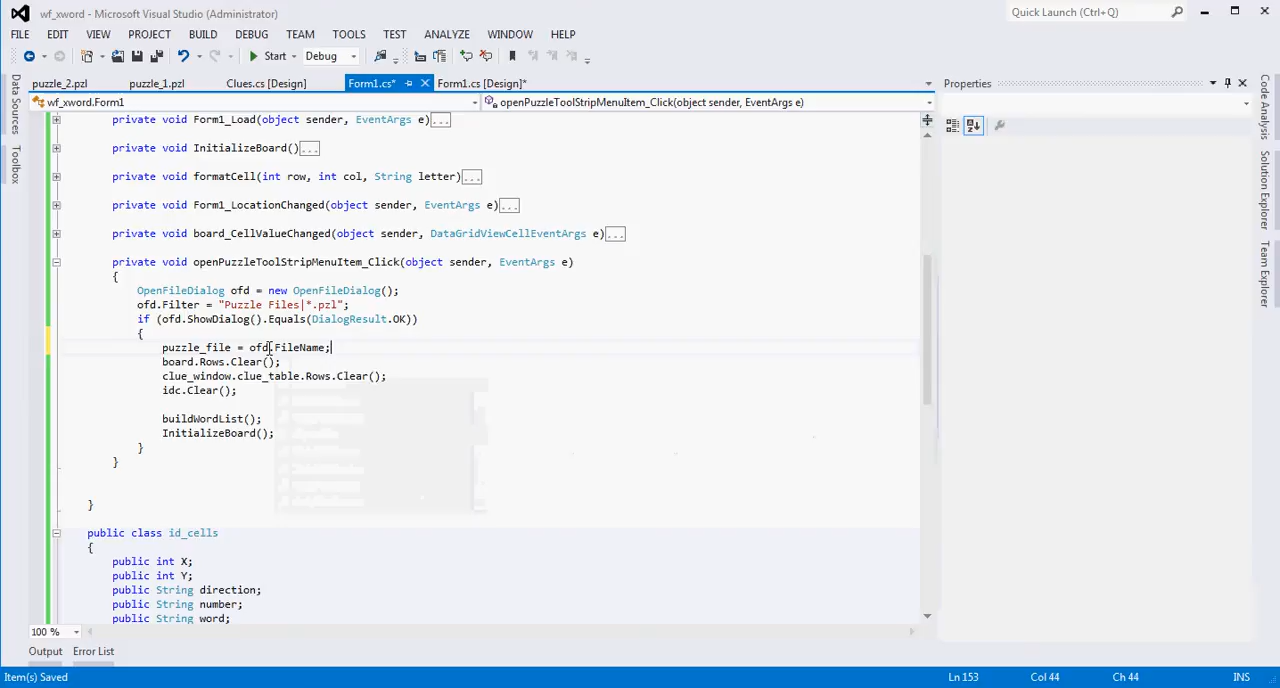 wf_xword - Microsoft Visual Studio (Administrator)
Quick Launch (Ctrl+Q)
FILE EDIT VIEW PROJECT BUILD DEBUG TEAM TOOLS TEST ANALYZE WINDOW HELP
Start Debug
puzzle_2.pzl puzzle_1.pzl Clues.cs [Design] Form1.cs* Form1.cs [Design]*
Properties
wf_xword.Form1 openPuzzleToolStripMenuItem_Click(object sender, EventArgs e)
Data Sources
Toolbox
Code Analysis
Solution Explorer
Team Explorer
private void Form1_Load(object sender, EventArgs e)...
private void InitializeBoard()...
private void formatCell(int row, int col, String letter)...
private void Form1_LocationChanged(object sender, EventArgs e)...
private void board_CellValueChanged(object sender, DataGridViewCellEventArgs e)...
private void openPuzzleToolStripMenuItem_Click(object sender, EventArgs e)
{
OpenFileDialog ofd = new OpenFileDialog();
ofd.Filter = "Puzzle Files|*.pzl";
if (ofd.ShowDialog().Equals(DialogResult.OK))
{
puzzle_file = ofd.FileName;
board.Rows.Clear();
clue_window.clue_table.Rows.Clear();
idc.Clear();
buildWordList();
InitializeBoard();
}
}
}
public class id_cells
{
public int X;
public int Y;
public String direction;
public String number;
public String word;
100 %
Output Error List
Item(s) Saved Ln 153 Col 44 Ch 44 INS